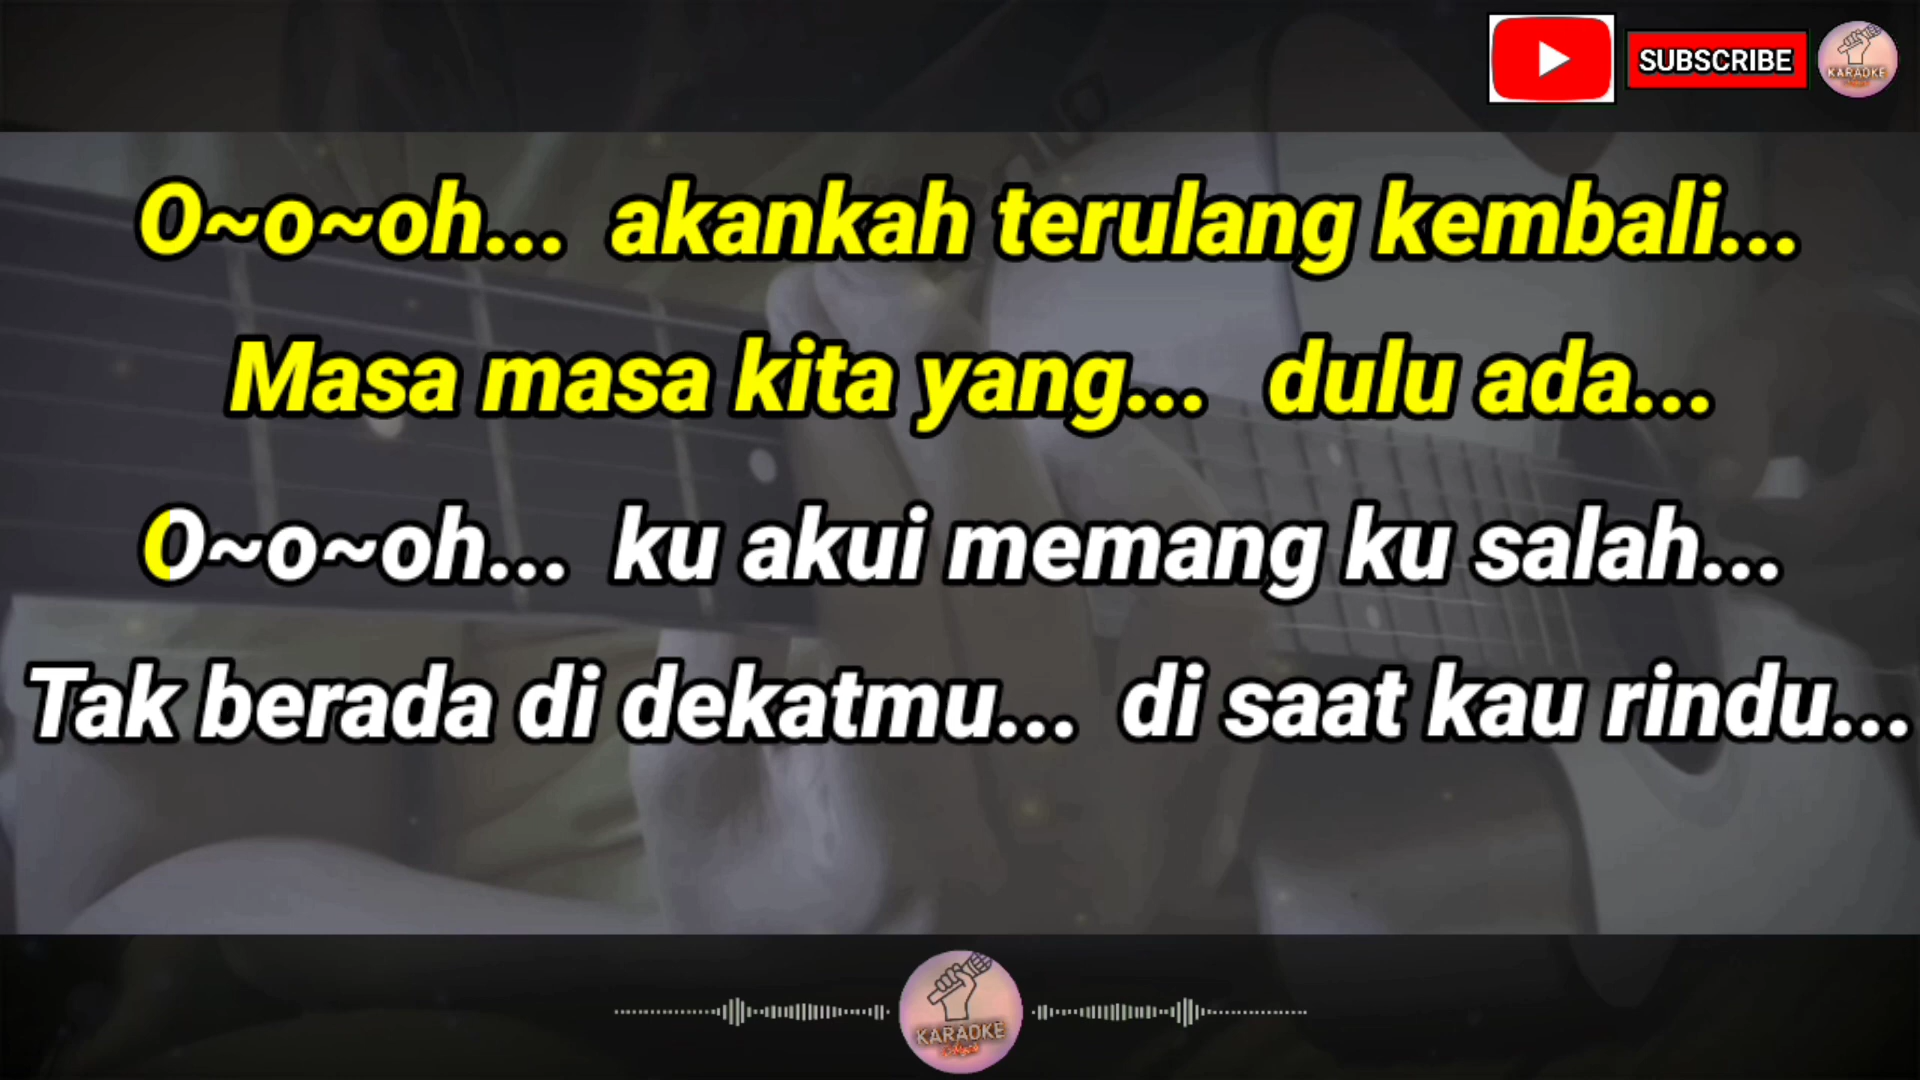 SUBSCRIBE
KARAOKE
O~o~oh... akankah terulang kembali...
Masa masa kita yang... dulu ada...
O~o~oh... ku akui memang ku salah...
Tak berada di dekatmu... di saat kau rindu...
KARAOKE